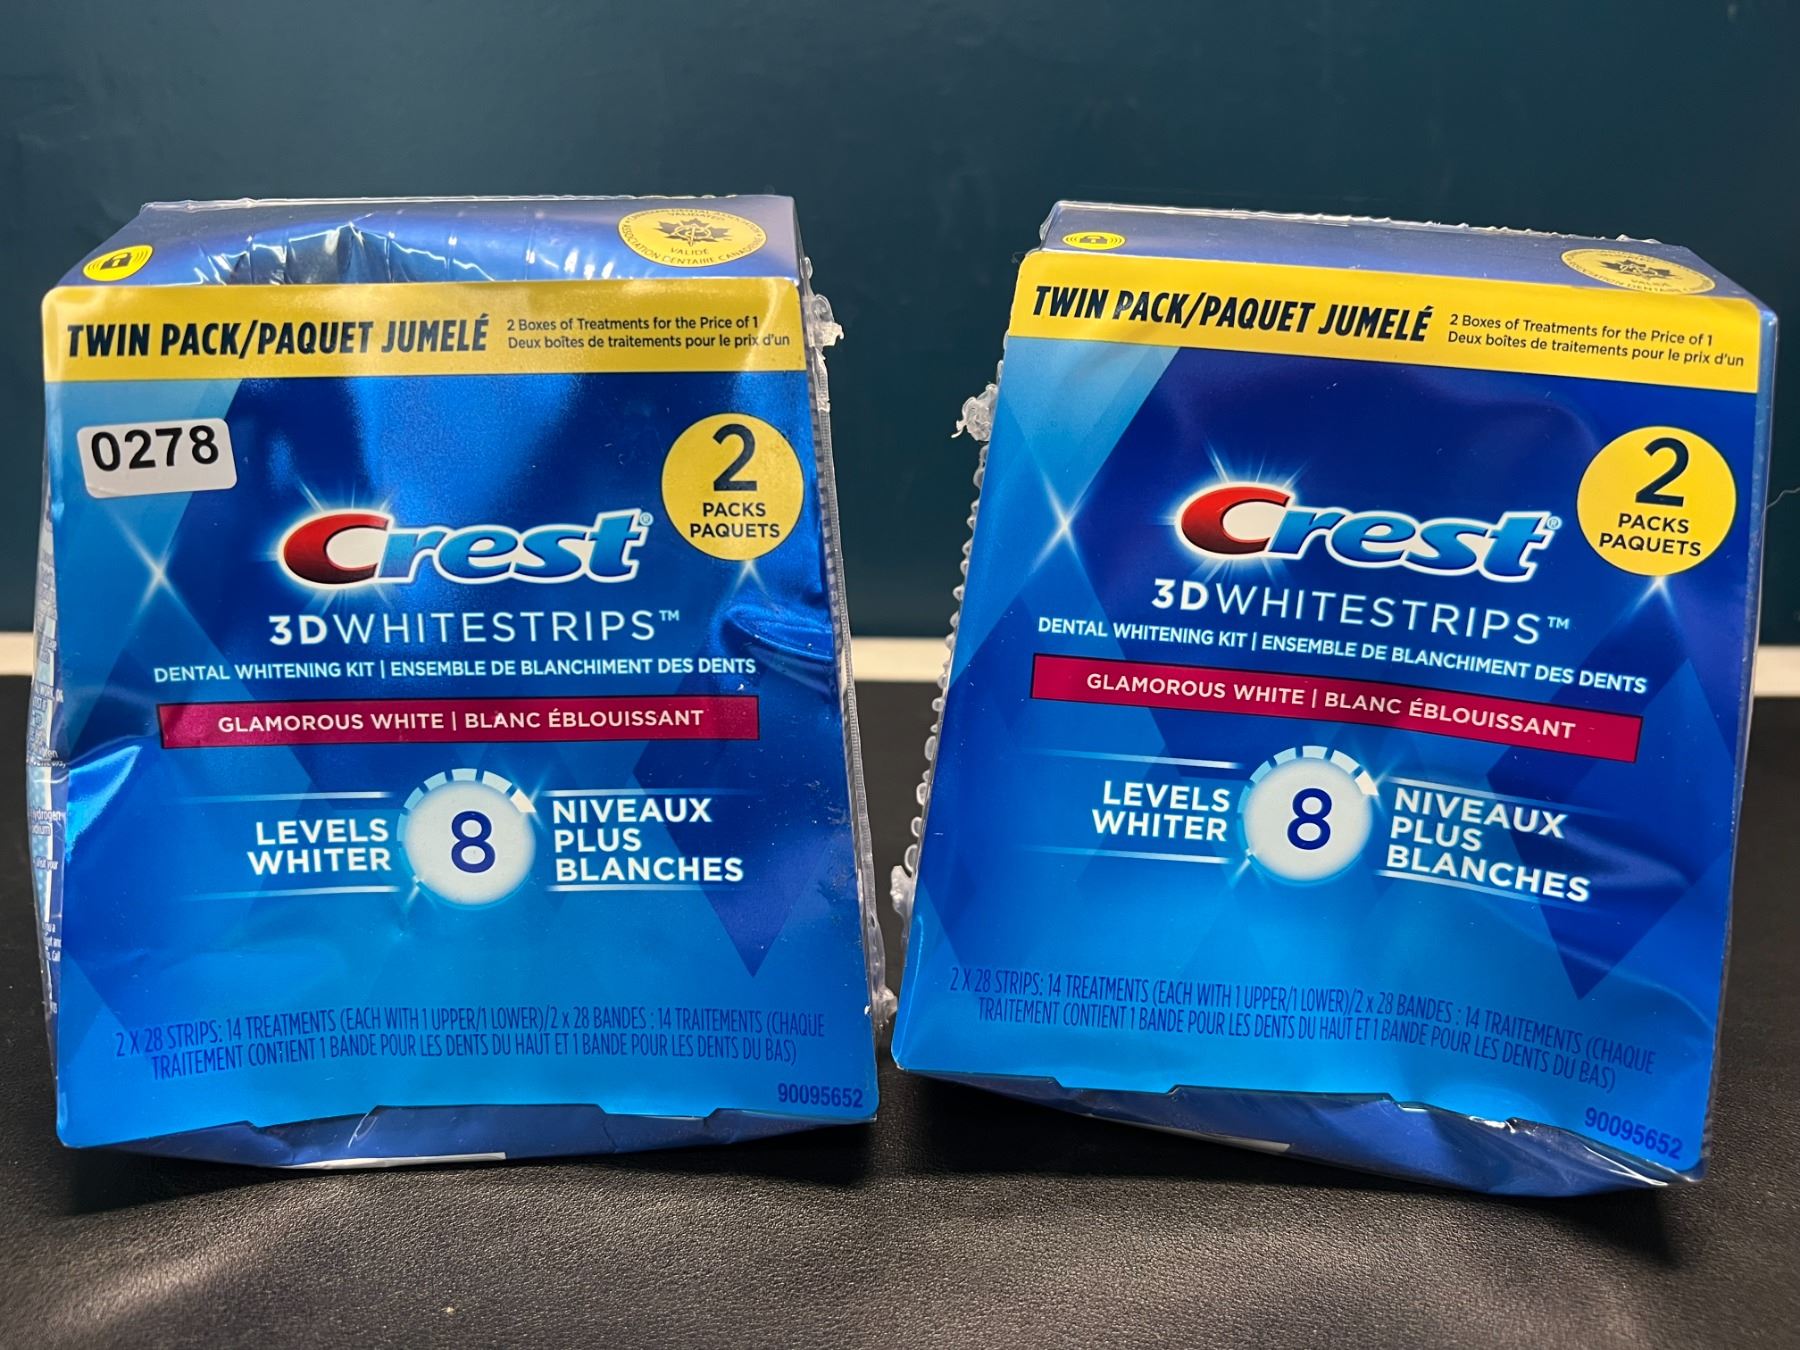 VALIDÉ
ASSOCIATION DENTAIRE CANADIENNE
TWIN PACK/PAQUET JUMELÉ
2 Boxes of Treatments for the Price of 1
Deux boîtes de traitements pour le prix d'un
0278
2
PACKS
PAQUETS
Crest®
3DWHITESTRIPS™
DENTAL WHITENING KIT | ENSEMBLE DE BLANCHIMENT DES DENTS
GLAMOROUS WHITE | BLANC ÉBLOUISSANT
LEVELS
WHITER
8
NIVEAUX
PLUS
BLANCHES
2 X 28 STRIPS: 14 TREATMENTS (EACH WITH 1 UPPER/1 LOWER)/2 x 28 BANDES : 14 TRAITEMENTS (CHAQUE
TRAITEMENT CONTIENT 1 BANDE POUR LES DENTS DU HAUT ET 1 BANDE POUR LES DENTS DU BAS)
90095652
TWIN PACK/PAQUET JUMELÉ
2 Boxes of Treatments for the Price of 1
Deux boîtes de traitements pour le prix d'un
2
PACKS
PAQUETS
Crest®
3DWHITESTRIPS™
DENTAL WHITENING KIT | ENSEMBLE DE BLANCHIMENT DES DENTS
GLAMOROUS WHITE | BLANC ÉBLOUISSANT
LEVELS
WHITER
8
NIVEAUX
PLUS
BLANCHES
2 X 28 STRIPS: 14 TREATMENTS (EACH WITH 1 UPPER/1 LOWER)/2 x 28 BANDES : 14 TRAITEMENTS (CHAQUE
TRAITEMENT CONTIENT 1 BANDE POUR LES DENTS DU HAUT ET 1 BANDE POUR LES DENTS DU BAS)
90095652